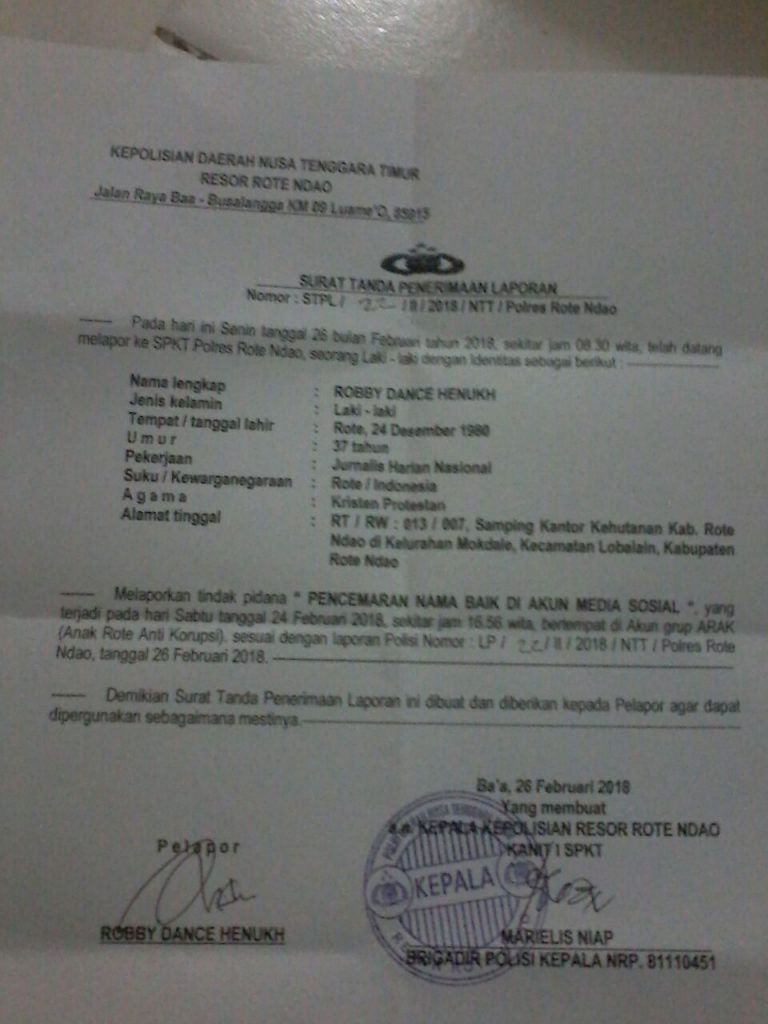 KEPOLISIAN DAERAH NUSA TENGGARA TIMUR
RESOR ROTE NDAO
Jalan Raya Baa - Busalangga KM 09 Lu
SURAT TANDA PENERIMAAN LAPORAN
Nomor : STPL / 22 / II / 2018 / NTT / Polres Rote Ndao
Pada hari ini Senin tanggal 26 bulan Februari tahun 2018, sekitar jam 08.30 wita, telah datang
melapor ke SPKT Polres Rote Ndao, seorang Laki - laki dengan Identitas sebagai berikut :
Nama lengkap : ROBBY DANCE HENUKH
Jenis kelamin : Laki - laki
Tempat / tanggal lahir : Rote, 24 Desember 1980
U m u r : 37 tahun
Pekerjaan : Jurnalis Harian Nasional
Suku / Kewarganegaraan : Rote / Indonesia
A g a m a : Kristen Protestan
Alamat tinggal : RT / RW : 013 / 007, Samping Kantor Kehutanan Kab. Rote
Ndao di Kelurahan Mokdale, Kecamatan Lobalain, Kabupaten
Rote Ndao
Melaporkan tindak pidana " PENCEMARAN NAMA BAIK DI AKUN MEDIA SOSIAL ", yang
terjadi pada hari Sabtu tanggal 24 Februari 2018, sekitar jam 16.56 wita, bertempat di Akun grup ARAK
(Anak Rote Anti Korupsi), sesuai dengan laporan Polisi Nomor : LP / 22 / II / 2018 / NTT / Polres Rote
Ndao, tanggal 26 Februari 2018.
Demikian Surat Tanda Penerimaan Laporan ini dibuat dan diberikan kepada Pelapor agar dapat
dipergunakan sebagaimana mestinya.
Ba'a, 26 Februari 2018
Yang membuat
a.n. KEPALA KEPOLISIAN RESOR ROTE NDAO
KANIT I SPKT
Pelapor
KEPALA
ROBBY DANCE HENUKH
MARIELIS NIAP
BRIGADIR POLISI KEPALA NRP. 81110451